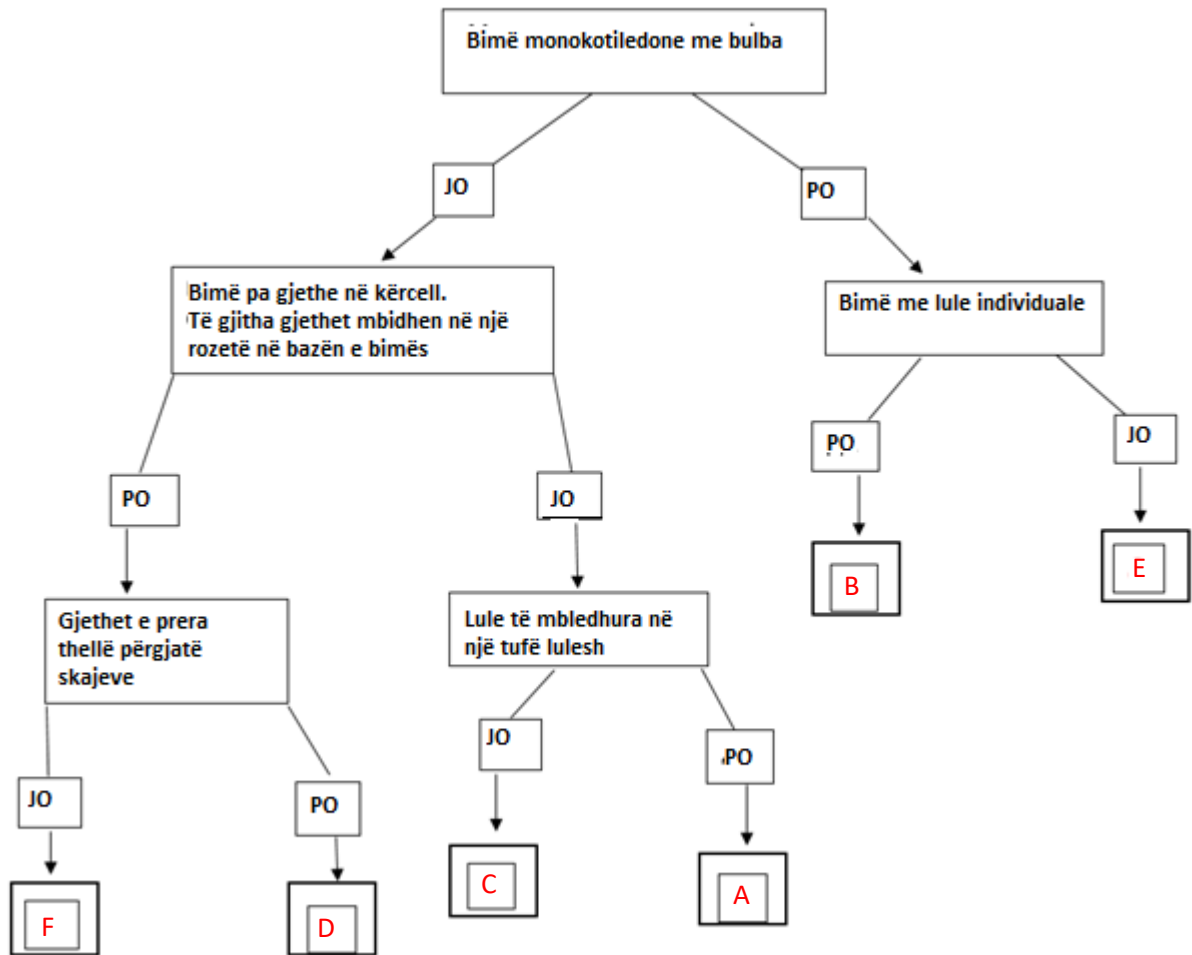 Bimë monokotiledone me bulba
JO
PO
Bimë pa gjethe në kërcell.
Të gjitha gjethet mbidhen në një
rozetë në bazën e bimës
Bimë me lule individuale
PO
JO
PO
JO
B
E
Gjethet e prera
thellë përgjatë
skajeve
Lule të mbledhura në
një tufë lulesh
JO
PO
JO
PO
F
D
C
A